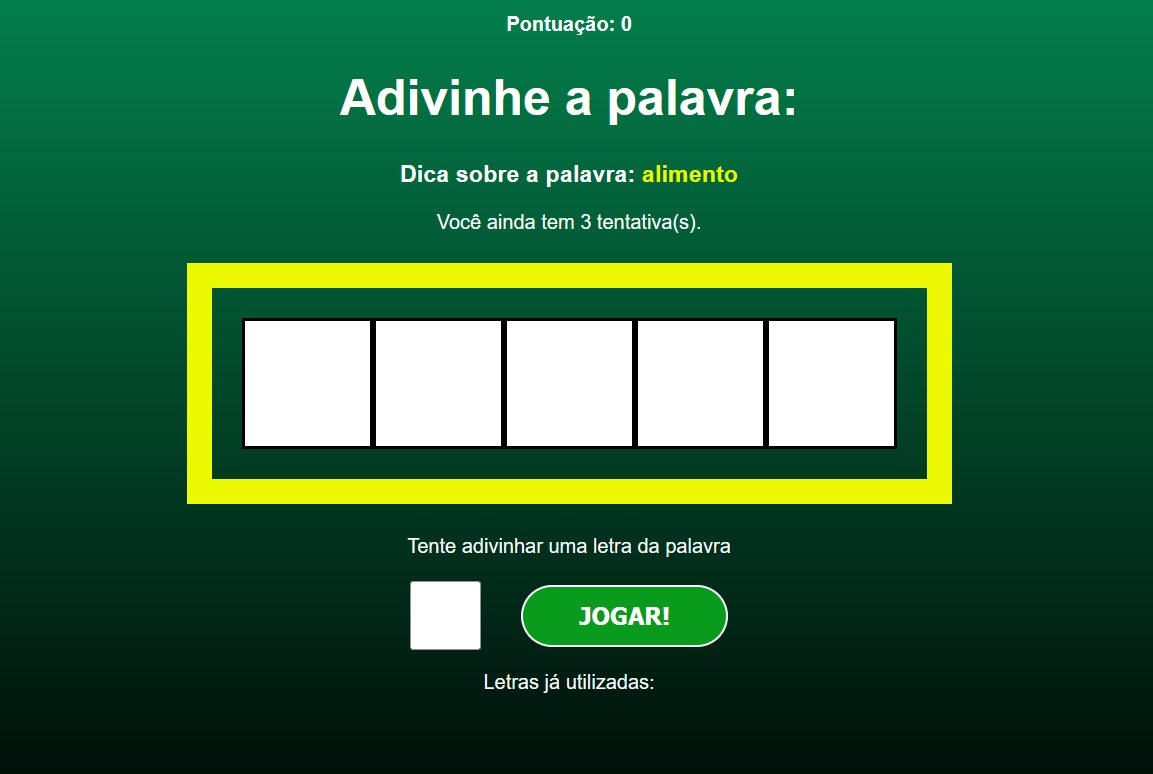 Pontuação: 0
Adivinhe a palavra:
Dica sobre a palavra: alimento
Você ainda tem 3 tentativa(s).
Tente adivinhar uma letra da palavra
JOGAR!
Letras já utilizadas: